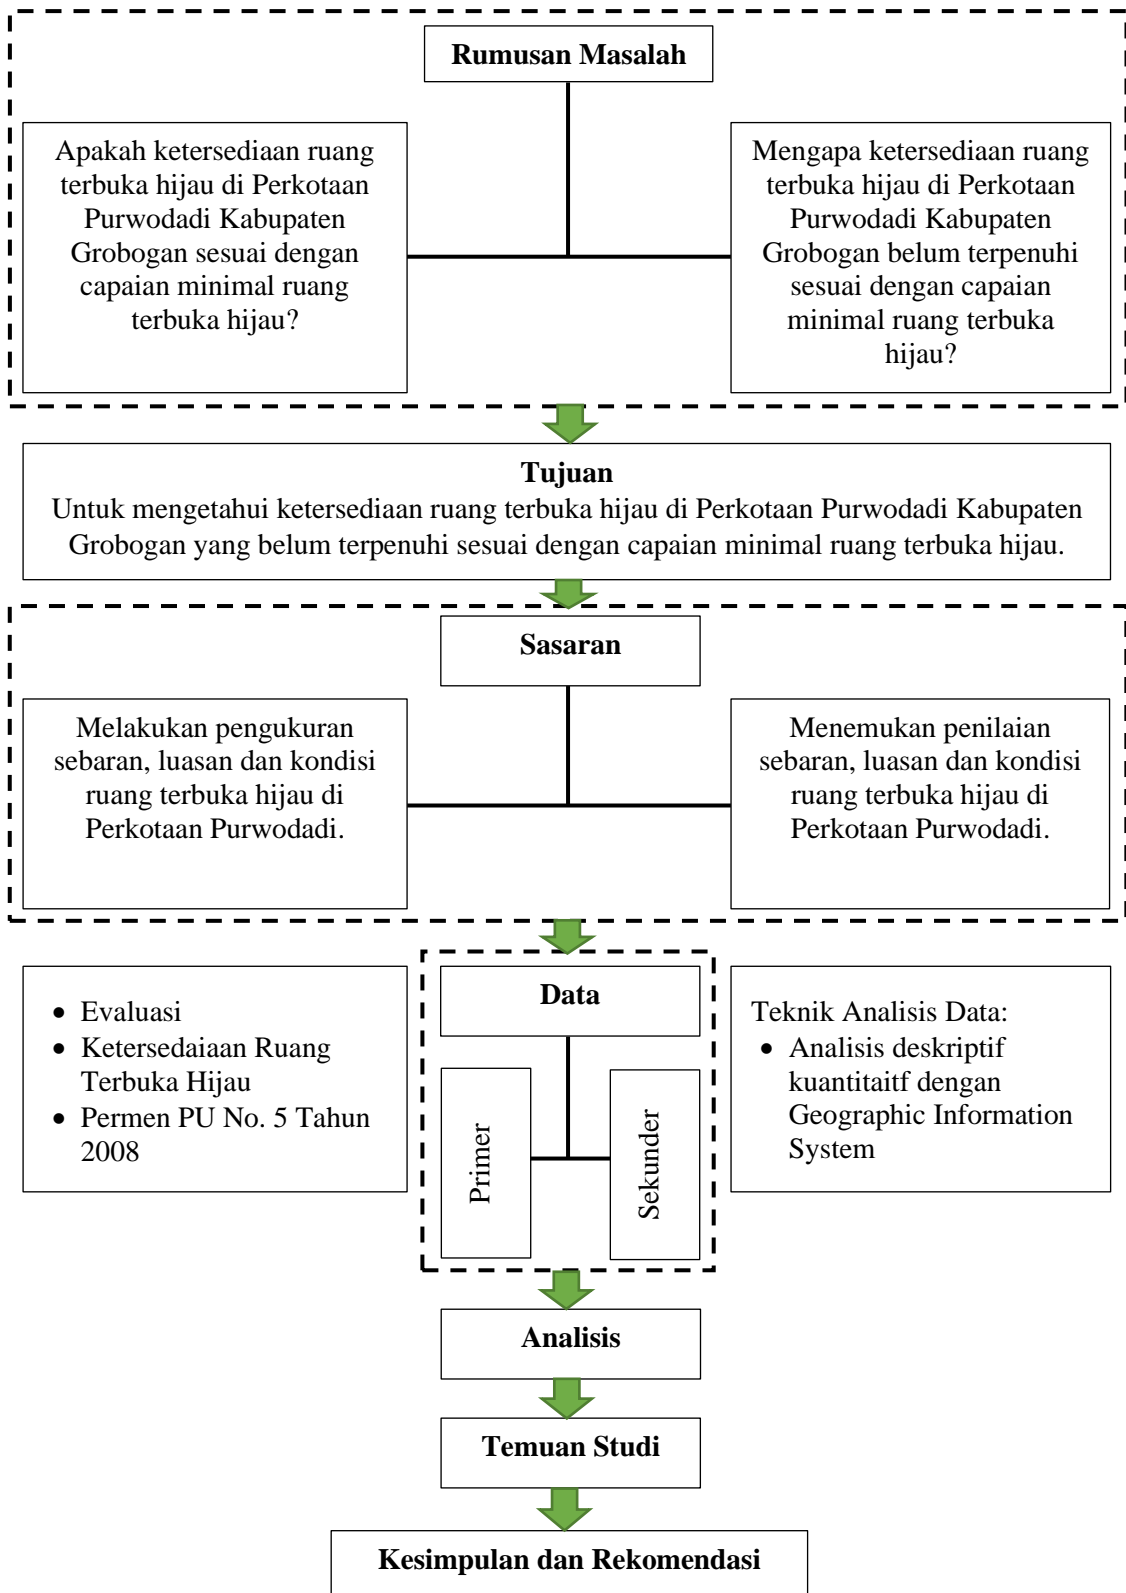 Rumusan Masalah
Apakah ketersediaan ruang
terbuka hijau di Perkotaan
Purwodadi Kabupaten
Grobogan sesuai dengan
capaian minimal ruang
terbuka hijau?
Mengapa ketersediaan ruang
terbuka hijau di Perkotaan
Purwodadi Kabupaten
Grobogan belum terpenuhi
sesuai dengan capaian
minimal ruang terbuka
hijau?
Tujuan
Untuk mengetahui ketersediaan ruang terbuka hijau di Perkotaan Purwodadi Kabupaten
Grobogan yang belum terpenuhi sesuai dengan capaian minimal ruang terbuka hijau.
Sasaran
Melakukan pengukuran
sebaran, luasan dan kondisi
ruang terbuka hijau di
Perkotaan Purwodadi.
Menemukan penilaian
sebaran, luasan dan kondisi
ruang terbuka hijau di
Perkotaan Purwodadi.
• Evaluasi
• Ketersedaiaan Ruang
Terbuka Hijau
• Permen PU No. 5 Tahun
2008
Data
Primer
Sekunder
Teknik Analisis Data:
• Analisis deskriptif
kuantitaitf dengan
Geographic Information
System
Analisis
Temuan Studi
Kesimpulan dan Rekomendasi